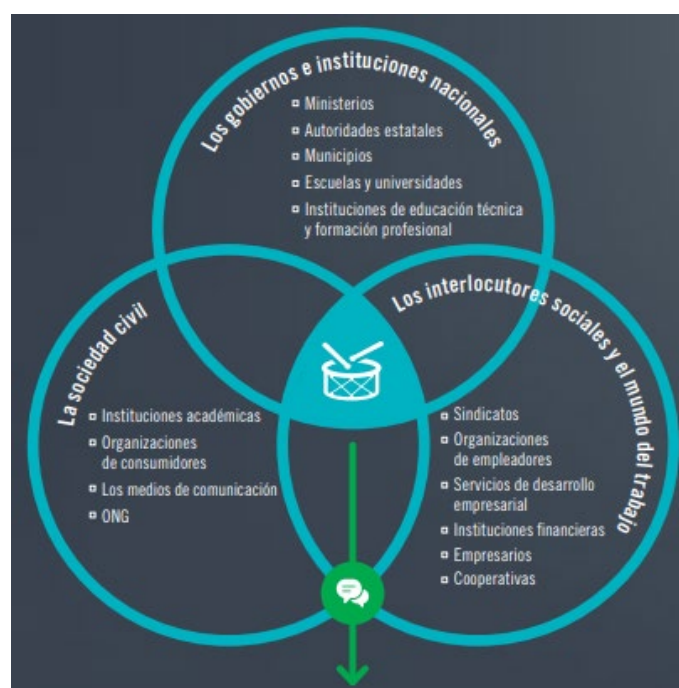 Los gobiernos e instituciones nacionales
Ministerios
Autoridades estatales
Municipios
Escuelas y universidades
Instituciones de educación técnica
y formación profesional
La sociedad civil
Instituciones académicas
Organizaciones
de consumidores
Los medios de comunicación
ONG
Los interlocutores sociales y el mundo del trabajo
Sindicatos
Organizaciones
de empleadores
Servicios de desarrollo
empresarial
Instituciones financieras
Empresarios
Cooperativas